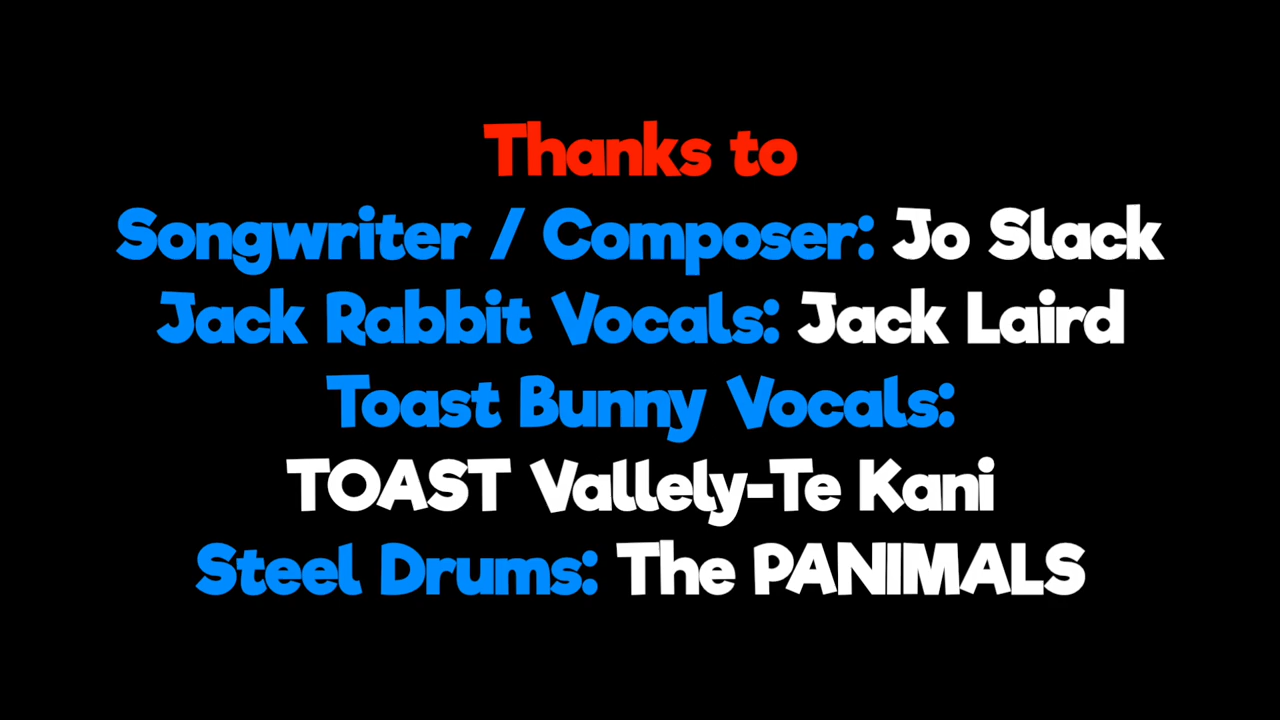 Thanks to
Songwriter / Composer: Jo Slack
Jack Rabbit Vocals: Jack Laird
Toast Bunny Vocals:
TOAST Vallely-Te Kani
Steel Drums: The PANIMALS